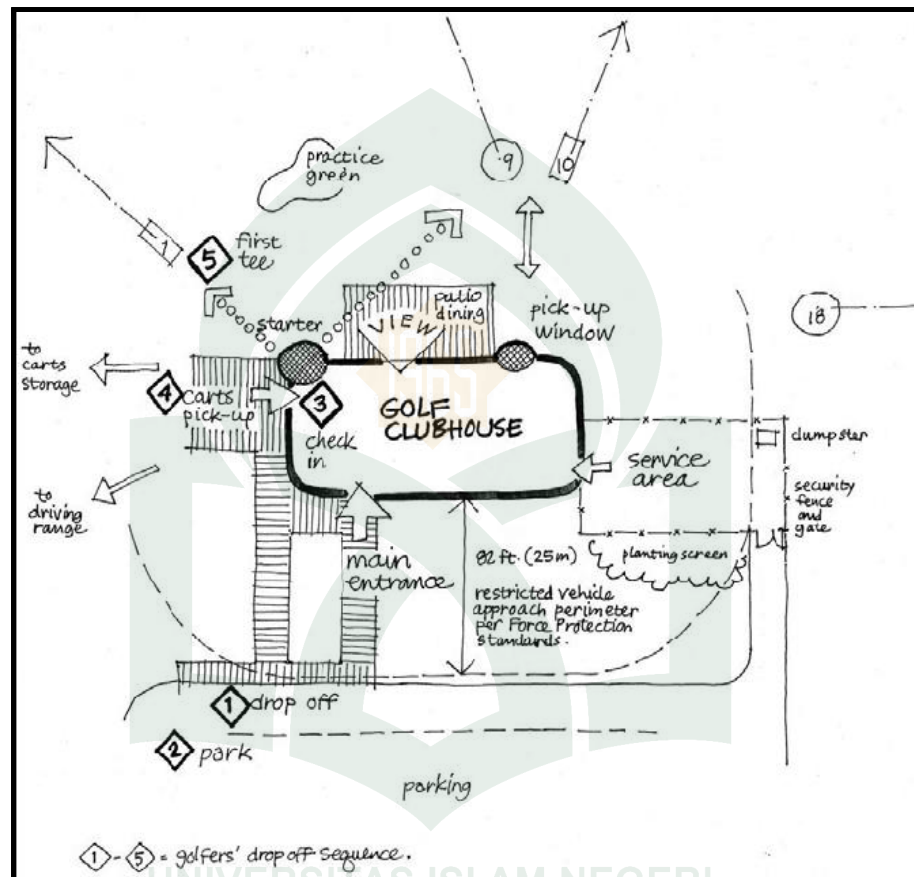 9
10
practice
green
1
5
first
tee
patio
dining
VIEW
starter
pick-up
window
18
to
carts
storage
4
carts
pick-up
3
check
in
GOLF
CLUBHOUSE
dumpster
service
area
security
fence
and
gate
to
driving
range
main
entrance
82 ft. (25m)
restricted vehicle
approach perimeter
per Force Protection
standards.
planting screen
1 drop off
2 park
parking
1 - 5 = golfers' drop off sequence.
UNIVERSITAS ISLAM NEGERI